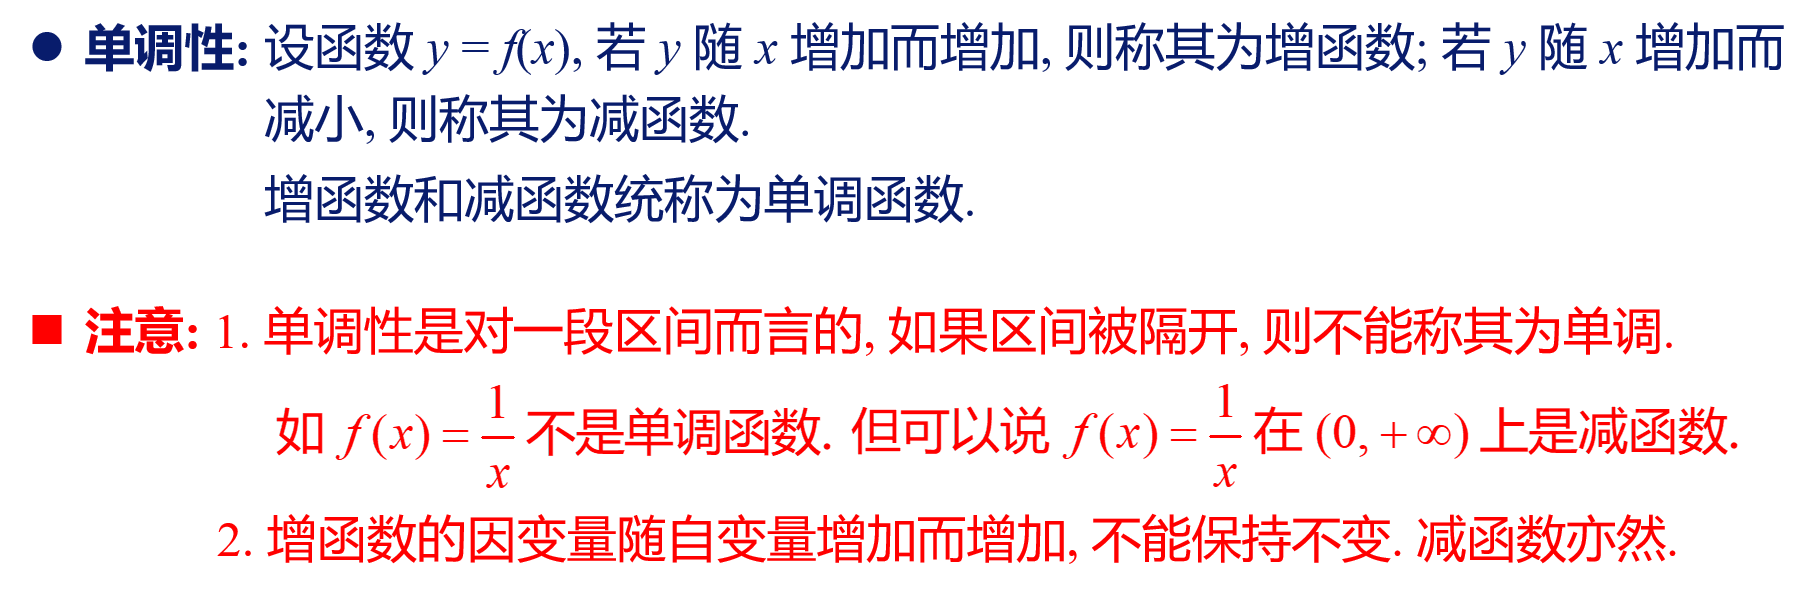 ● 单调性: 设函数 y = f(x), 若 y 随 x 增加而增加, 则称其为增函数; 若 y 随 x 增加而
减小, 则称其为减函数.
增函数和减函数统称为单调函数.
■ 注意: 1. 单调性是对一段区间而言的, 如果区间被隔开, 则不能称其为单调.
如 f(x) = 1/x 不是单调函数. 但可以说 f(x) = 1/x 在 (0, +∞) 上是减函数.
2. 增函数的因变量随自变量增加而增加, 不能保持不变. 减函数亦然.